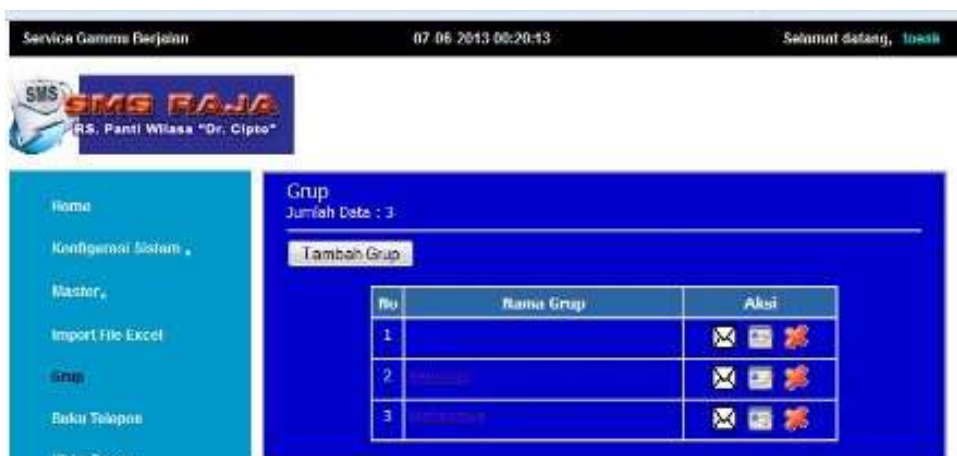 Service Gammu Berjalan 07-06-2013 00:20:13 Selamat datang,
SMS
SMS RAJA
RS. Panti Wilasa "Dr. Cipto"
Home
Konfigurasi Sistem
Master
Import File Excel
Grup
Buku Telepon
Grup
Jumlah Data : 3
Tambah Grup
No Nama Grup Aksi
1
2
3